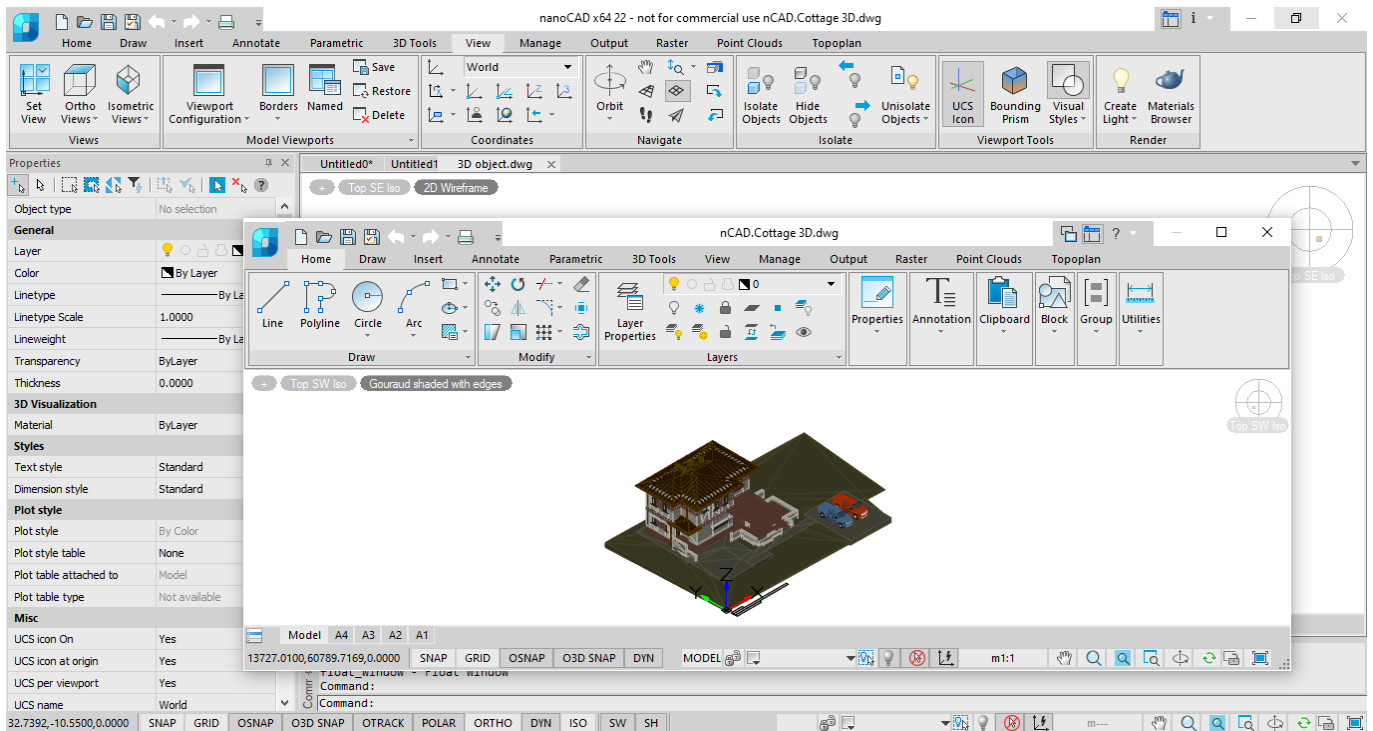 nanoCAD x64 22 - not for commercial use nCAD.Cottage 3D.dwg
Home Draw Insert Annotate Parametric 3D Tools View Manage Output Raster Point Clouds Topoplan
Set View
Ortho Views
Isometric Views
Views
Viewport Configuration
Borders
Named
Save
Restore
Delete
Model Viewports
World
Coordinates
Orbit
Navigate
Isolate Objects
Hide Objects
Unisolate Objects
Isolate
UCS Icon
Bounding Prism
Visual Styles
Viewport Tools
Create Light
Materials Browser
Render
Properties
Untitled0* Untitled1 3D object.dwg
+ Top SE Iso 2D Wireframe
Object type No selection
General
Layer
Color By Layer
Linetype By La
Linetype Scale 1.0000
Lineweight By La
Transparency ByLayer
Thickness 0.0000
3D Visualization
Material ByLayer
Styles
Text style Standard
Dimension style Standard
Plot style
Plot style By Color
Plot style table None
Plot table attached to Model
Plot table type Not available
Misc
UCS icon On Yes
UCS icon at origin Yes
UCS per viewport Yes
UCS name World
nCAD.Cottage 3D.dwg
Home Draw Insert Annotate Parametric 3D Tools View Manage Output Raster Point Clouds Topoplan
Line
Polyline
Circle
Arc
Draw
Modify
Layer Properties
0
Layers
Properties
Annotation
Clipboard
Block
Group
Utilities
+ Top SW Iso Gouraud shaded with edges
Top SW Iso
op SE Iso
Z
Y X
Model A4 A3 A2 A1
13727.0100,60789.7169,0.0000 SNAP GRID OSNAP O3D SNAP DYN MODEL m1:1
Float_window - Float window
Command:
Command:
32.7392,-10.5500,0.0000 SNAP GRID OSNAP O3D SNAP OTRACK POLAR ORTHO DYN ISO SW SH m---